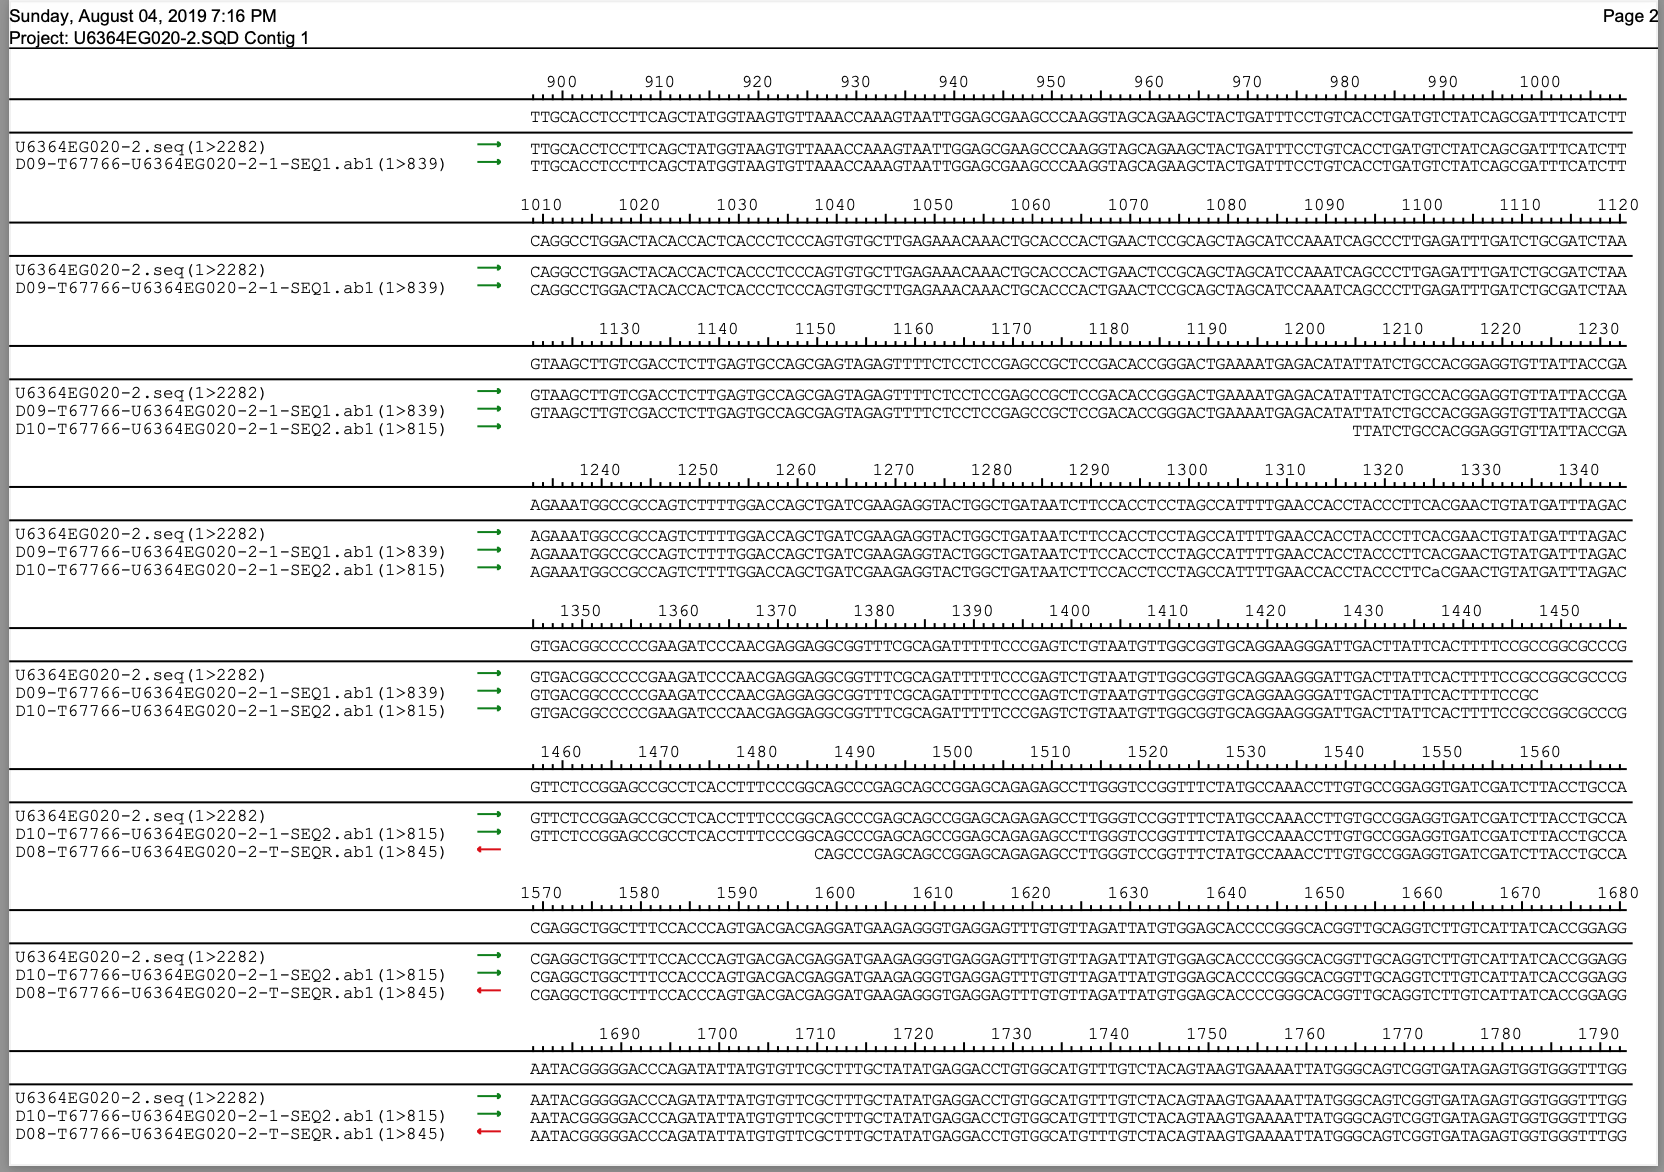 Sunday, August 04, 2019 7:16 PM Page 2
Project: U6364EG020-2.SQD Contig 1
900 910 920 930 940 950 960 970 980 990 1000
TTGCACCTCCTTCAGCTATGGTAAGTGTTAAACCAAAGTAATTGGAGCGAAGCCCAAGGTAGCAGAAGCTACTGATTTCCTGTCACCTGATGTCTATCAGCGATTTCATCTT
U6364EG020-2.seq(1>2282) TTGCACCTCCTTCAGCTATGGTAAGTGTTAAACCAAAGTAATTGGAGCGAAGCCCAAGGTAGCAGAAGCTACTGATTTCCTGTCACCTGATGTCTATCAGCGATTTCATCTT
D09-T67766-U6364EG020-2-1-SEQ1.ab1(1>839) TTGCACCTCCTTCAGCTATGGTAAGTGTTAAACCAAAGTAATTGGAGCGAAGCCCAAGGTAGCAGAAGCTACTGATTTCCTGTCACCTGATGTCTATCAGCGATTTCATCTT
1010 1020 1030 1040 1050 1060 1070 1080 1090 1100 1110 1120
CAGGCCTGGACTACACCACTCACCCTCCCAGTGTGCTTGAGAAACAAACTGCACCCACTGAACTCCGCAGCTAGCATCCAAATCAGCCCTTGAGATTTGATCTGCGATCTAA
U6364EG020-2.seq(1>2282) CAGGCCTGGACTACACCACTCACCCTCCCAGTGTGCTTGAGAAACAAACTGCACCCACTGAACTCCGCAGCTAGCATCCAAATCAGCCCTTGAGATTTGATCTGCGATCTAA
D09-T67766-U6364EG020-2-1-SEQ1.ab1(1>839) CAGGCCTGGACTACACCACTCACCCTCCCAGTGTGCTTGAGAAACAAACTGCACCCACTGAACTCCGCAGCTAGCATCCAAATCAGCCCTTGAGATTTGATCTGCGATCTAA
1130 1140 1150 1160 1170 1180 1190 1200 1210 1220 1230
GTAAGCTTGTCGACCTCTTGAGTGCCAGCGAGTAGAGTTTTCTCCTCCGAGCCGCTCCGACACCGGGACTGAAAATGAGACATATTATCTGCCACGGAGGTGTTATTACCGA
U6364EG020-2.seq(1>2282) GTAAGCTTGTCGACCTCTTGAGTGCCAGCGAGTAGAGTTTTCTCCTCCGAGCCGCTCCGACACCGGGACTGAAAATGAGACATATTATCTGCCACGGAGGTGTTATTACCGA
D09-T67766-U6364EG020-2-1-SEQ1.ab1(1>839) GTAAGCTTGTCGACCTCTTGAGTGCCAGCGAGTAGAGTTTTCTCCTCCGAGCCGCTCCGACACCGGGACTGAAAATGAGACATATTATCTGCCACGGAGGTGTTATTACCGA
D10-T67766-U6364EG020-2-1-SEQ2.ab1(1>815) TTATCTGCCACGGAGGTGTTATTACCGA
1240 1250 1260 1270 1280 1290 1300 1310 1320 1330 1340
AGAAATGGCCGCCAGTCTTTTGGACCAGCTGATCGAAGAGGTACTGGCTGATAATCTTCCACCTCCTAGCCATTTTGAACCACCTACCCTTCaCGAACTGTATGATTTAGAC
U6364EG020-2.seq(1>2282) AGAAATGGCCGCCAGTCTTTTGGACCAGCTGATCGAAGAGGTACTGGCTGATAATCTTCCACCTCCTAGCCATTTTGAACCACCTACCCTTCACGAACTGTATGATTTAGAC
D09-T67766-U6364EG020-2-1-SEQ1.ab1(1>839) AGAAATGGCCGCCAGTCTTTTGGACCAGCTGATCGAAGAGGTACTGGCTGATAATCTTCCACCTCCTAGCCATTTTGAACCACCTACCCTTCACGAACTGTATGATTTAGAC
D10-T67766-U6364EG020-2-1-SEQ2.ab1(1>815) AGAAATGGCCGCCAGTCTTTTGGACCAGCTGATCGAAGAGGTACTGGCTGATAATCTTCCACCTCCTAGCCATTTTGAACCACCTACCCTTCaCGAACTGTATGATTTAGAC
1350 1360 1370 1380 1390 1400 1410 1420 1430 1440 1450
GTGACGGCCCCCGAAGATCCCAACGAGGAGGCGGTTTCGCAGATTTTTCCCGAGTCTGTAATGTTGGCGGTGCAGGAAGGGATTGACTTATTCACTTTTCCGCCGGCGCCCG
U6364EG020-2.seq(1>2282) GTGACGGCCCCCGAAGATCCCAACGAGGAGGCGGTTTCGCAGATTTTTCCCGAGTCTGTAATGTTGGCGGTGCAGGAAGGGATTGACTTATTCACTTTTCCGCCGGCGCCCG
D09-T67766-U6364EG020-2-1-SEQ1.ab1(1>839) GTGACGGCCCCCGAAGATCCCAACGAGGAGGCGGTTTCGCAGATTTTTCCCGAGTCTGTAATGTTGGCGGTGCAGGAAGGGATTGACTTATTCACTTTTCCGC
D10-T67766-U6364EG020-2-1-SEQ2.ab1(1>815) GTGACGGCCCCCGAAGATCCCAACGAGGAGGCGGTTTCGCAGATTTTTCCCGAGTCTGTAATGTTGGCGGTGCAGGAAGGGATTGACTTATTCACTTTTCCGCCGGCGCCCG
1460 1470 1480 1490 1500 1510 1520 1530 1540 1550 1560
GTTCTCCGGAGCCGCCTCACCTTTCCCGGCAGCCCGAGCAGCCGGAGCAGAGAGCCTTGGGTCCGGTTTCTATGCCAAACCTTGTGCCGGAGGTGATCGATCTTACCTGCCA
U6364EG020-2.seq(1>2282) GTTCTCCGGAGCCGCCTCACCTTTCCCGGCAGCCCGAGCAGCCGGAGCAGAGAGCCTTGGGTCCGGTTTCTATGCCAAACCTTGTGCCGGAGGTGATCGATCTTACCTGCCA
D10-T67766-U6364EG020-2-1-SEQ2.ab1(1>815) GTTCTCCGGAGCCGCCTCACCTTTCCCGGCAGCCCGAGCAGCCGGAGCAGAGAGCCTTGGGTCCGGTTTCTATGCCAAACCTTGTGCCGGAGGTGATCGATCTTACCTGCCA
D08-T67766-U6364EG020-2-T-SEQR.ab1(1>845) CAGCCCGAGCAGCCGGAGCAGAGAGCCTTGGGTCCGGTTTCTATGCCAAACCTTGTGCCGGAGGTGATCGATCTTACCTGCCA
1570 1580 1590 1600 1610 1620 1630 1640 1650 1660 1670 1680
CGAGGCTGGCTTTCCACCCAGTGACGACGAGGATGAAGAGGGTGAGGAGTTTGTGTTAGATTATGTGGAGCACCCCGGGCACGGTTGCAGGTCTTGTCATTATCACCGGAGG
U6364EG020-2.seq(1>2282) CGAGGCTGGCTTTCCACCCAGTGACGACGAGGATGAAGAGGGTGAGGAGTTTGTGTTAGATTATGTGGAGCACCCCGGGCACGGTTGCAGGTCTTGTCATTATCACCGGAGG
D10-T67766-U6364EG020-2-1-SEQ2.ab1(1>815) CGAGGCTGGCTTTCCACCCAGTGACGACGAGGATGAAGAGGGTGAGGAGTTTGTGTTAGATTATGTGGAGCACCCCGGGCACGGTTGCAGGTCTTGTCATTATCACCGGAGG
D08-T67766-U6364EG020-2-T-SEQR.ab1(1>845) CGAGGCTGGCTTTCCACCCAGTGACGACGAGGATGAAGAGGGTGAGGAGTTTGTGTTAGATTATGTGGAGCACCCCGGGCACGGTTGCAGGTCTTGTCATTATCACCGGAGG
1690 1700 1710 1720 1730 1740 1750 1760 1770 1780 1790
AATACGGGGGACCCAGATATTATGTGTTCGCTTTGCTATATGAGGACCTGTGGCATGTTTGTCTACAGTAAGTGAAAATTATGGGCAGTCGGTGATAGAGTGGTGGGTTTGG
U6364EG020-2.seq(1>2282) AATACGGGGGACCCAGATATTATGTGTTCGCTTTGCTATATGAGGACCTGTGGCATGTTTGTCTACAGTAAGTGAAAATTATGGGCAGTCGGTGATAGAGTGGTGGGTTTGG
D10-T67766-U6364EG020-2-1-SEQ2.ab1(1>815) AATACGGGGGACCCAGATATTATGTGTTCGCTTTGCTATATGAGGACCTGTGGCATGTTTGTCTACAGTAAGTGAAAATTATGGGCAGTCGGTGATAGAGTGGTGGGTTTGG
D08-T67766-U6364EG020-2-T-SEQR.ab1(1>845) AATACGGGGGACCCAGATATTATGTGTTCGCTTTGCTATATGAGGACCTGTGGCATGTTTGTCTACAGTAAGTGAAAATTATGGGCAGTCGGTGATAGAGTGGTGGGTTTGG